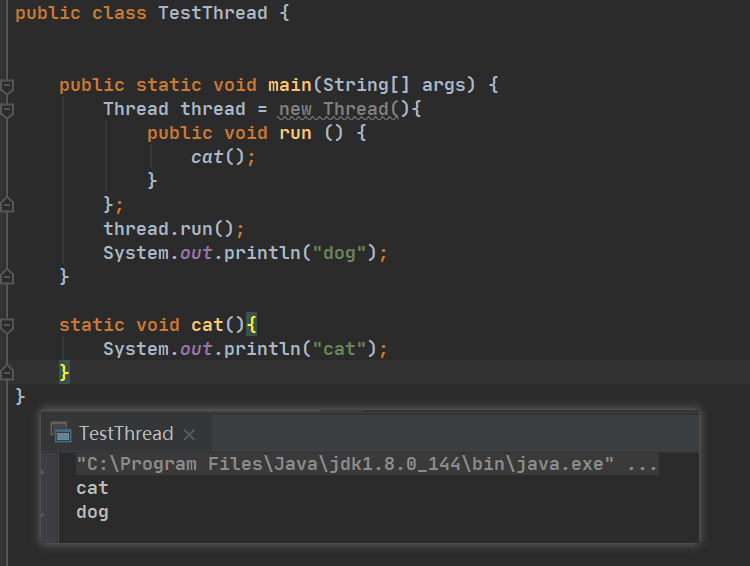 public class TestThread {
public static void main(String[] args) {
Thread thread = new Thread(){
public void run () {
cat();
}
};
thread.run();
System.out.println("dog");
}
static void cat(){
System.out.println("cat");
}
}
TestThread ×
"C:\Program Files\Java\jdk1.8.0_144\bin\java.exe" ...
cat
dog